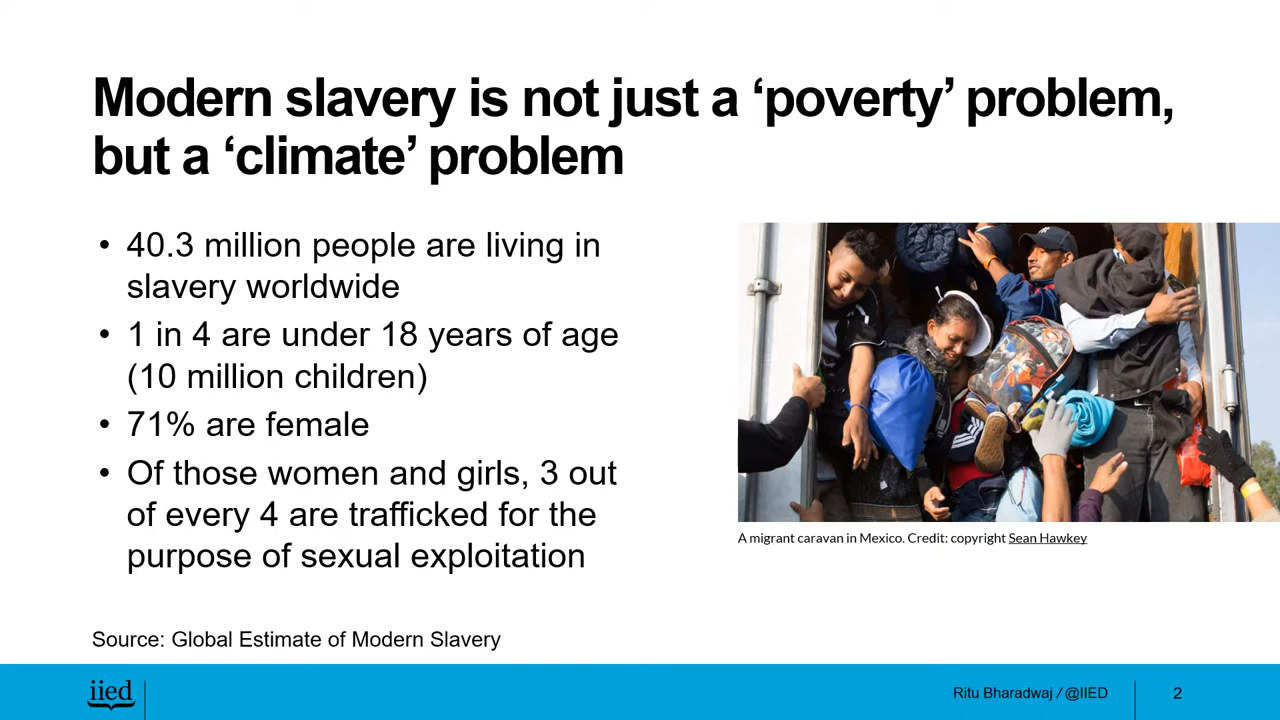 Modern slavery is not just a ‘poverty’ problem,
but a ‘climate’ problem
• 40.3 million people are living in
slavery worldwide
• 1 in 4 are under 18 years of age
(10 million children)
• 71% are female
• Of those women and girls, 3 out
of every 4 are trafficked for the
purpose of sexual exploitation
A migrant caravan in Mexico. Credit: copyright Sean Hawkey
Source: Global Estimate of Modern Slavery
iied
Ritu Bharadwaj / @IIED
2